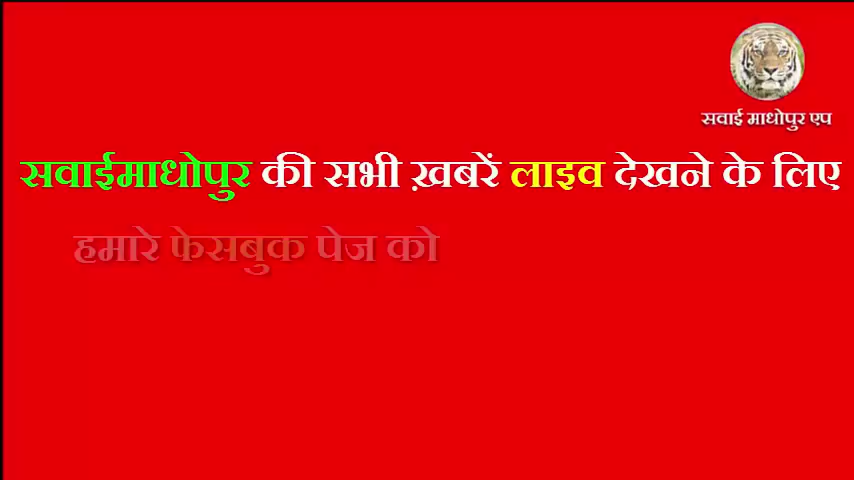 सवाई माधोपुर एप
सवाईमाधोपुर की सभी ख़बरें लाइव देखने के लिए
हमारे फेसबुक पेज को